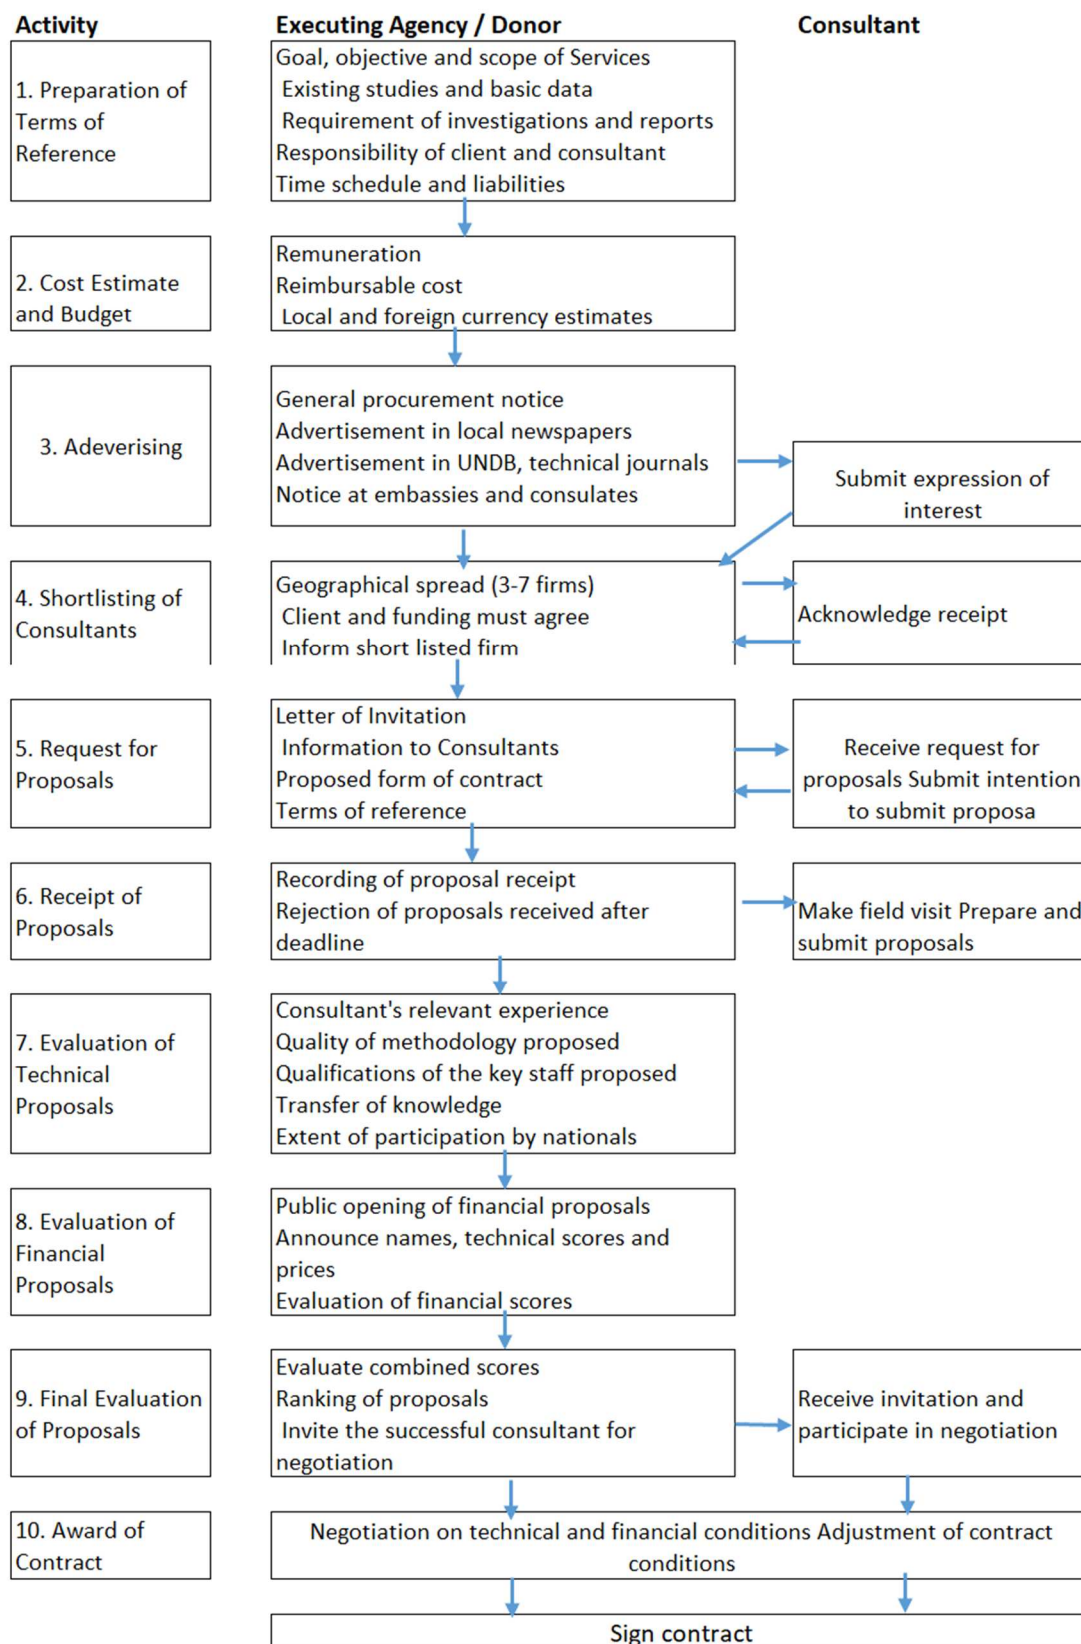 Activity
Executing Agency / Donor
Consultant
1. Preparation of
Terms of
Reference
Goal, objective and scope of Services
Existing studies and basic data
Requirement of investigations and reports
Responsibility of client and consultant
Time schedule and liabilities
2. Cost Estimate
and Budget
Remuneration
Reimbursable cost
Local and foreign currency estimates
3. Adeverising
General procurement notice
Advertisement in local newspapers
Advertisement in UNDB, technical journals
Notice at embassies and consulates
Submit expression of
interest
4. Shortlisting of
Consultants
Geographical spread (3-7 firms)
Client and funding must agree
Inform short listed firm
Acknowledge receipt
5. Request for
Proposals
Letter of Invitation
Information to Consultants
Proposed form of contract
Terms of reference
Receive request for
proposals Submit intention
to submit proposa
6. Receipt of
Proposals
Recording of proposal receipt
Rejection of proposals received after
deadline
Make field visit Prepare and
submit proposals
7. Evaluation of
Technical
Proposals
Consultant's relevant experience
Quality of methodology proposed
Qualifications of the key staff proposed
Transfer of knowledge
Extent of participation by nationals
8. Evaluation of
Financial
Proposals
Public opening of financial proposals
Announce names, technical scores and
prices
Evaluation of financial scores
9. Final Evaluation
of Proposals
Evaluate combined scores
Ranking of proposals
Invite the successful consultant for
negotiation
Receive invitation and
participate in negotiation
10. Award of
Contract
Negotiation on technical and financial conditions Adjustment of contract
conditions
Sign contract